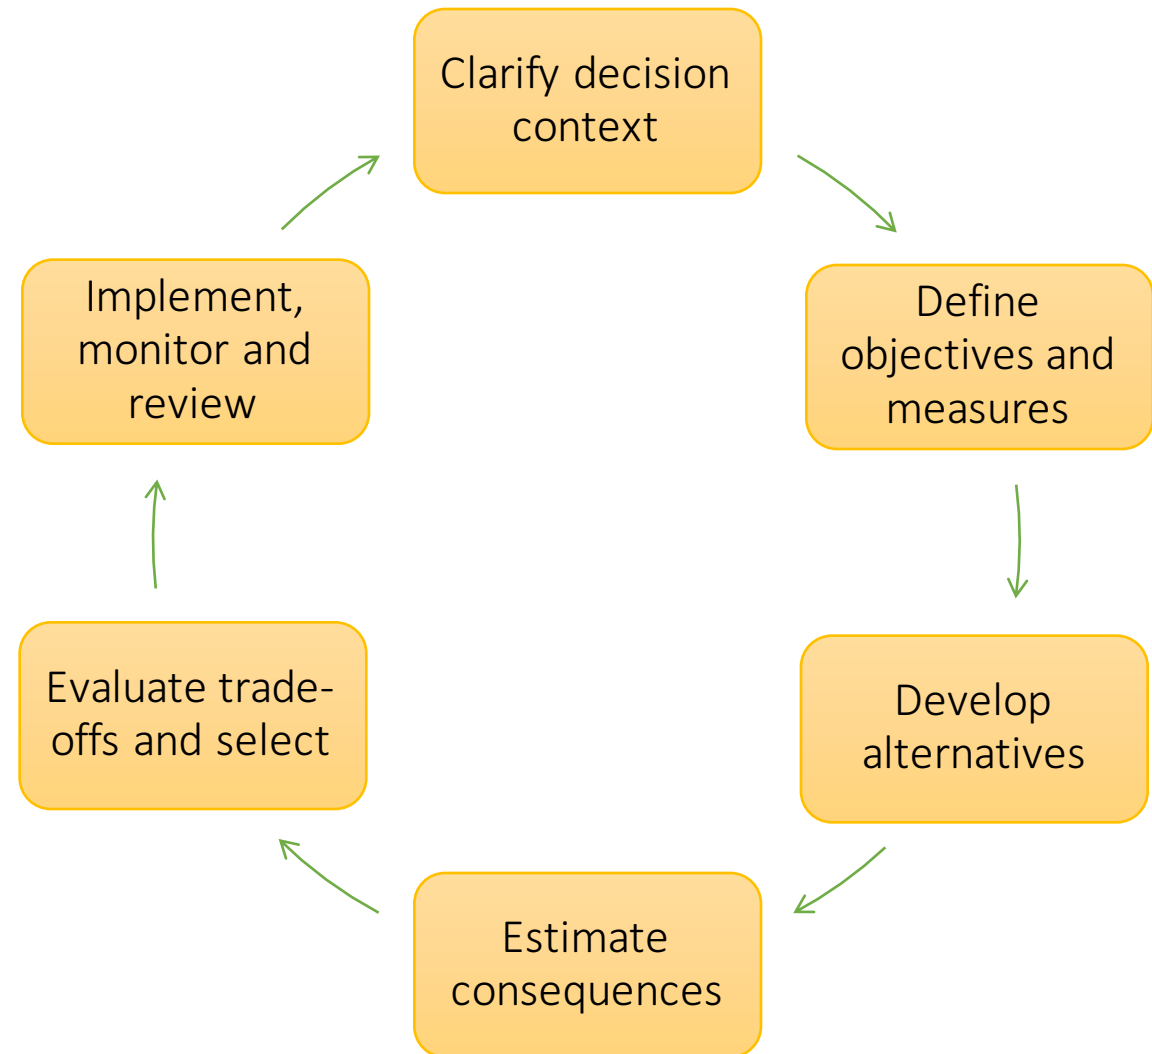 Clarify decision
context
Define
objectives and
measures
Develop
alternatives
Estimate
consequences
Evaluate trade-
offs and select
Implement,
monitor and
review